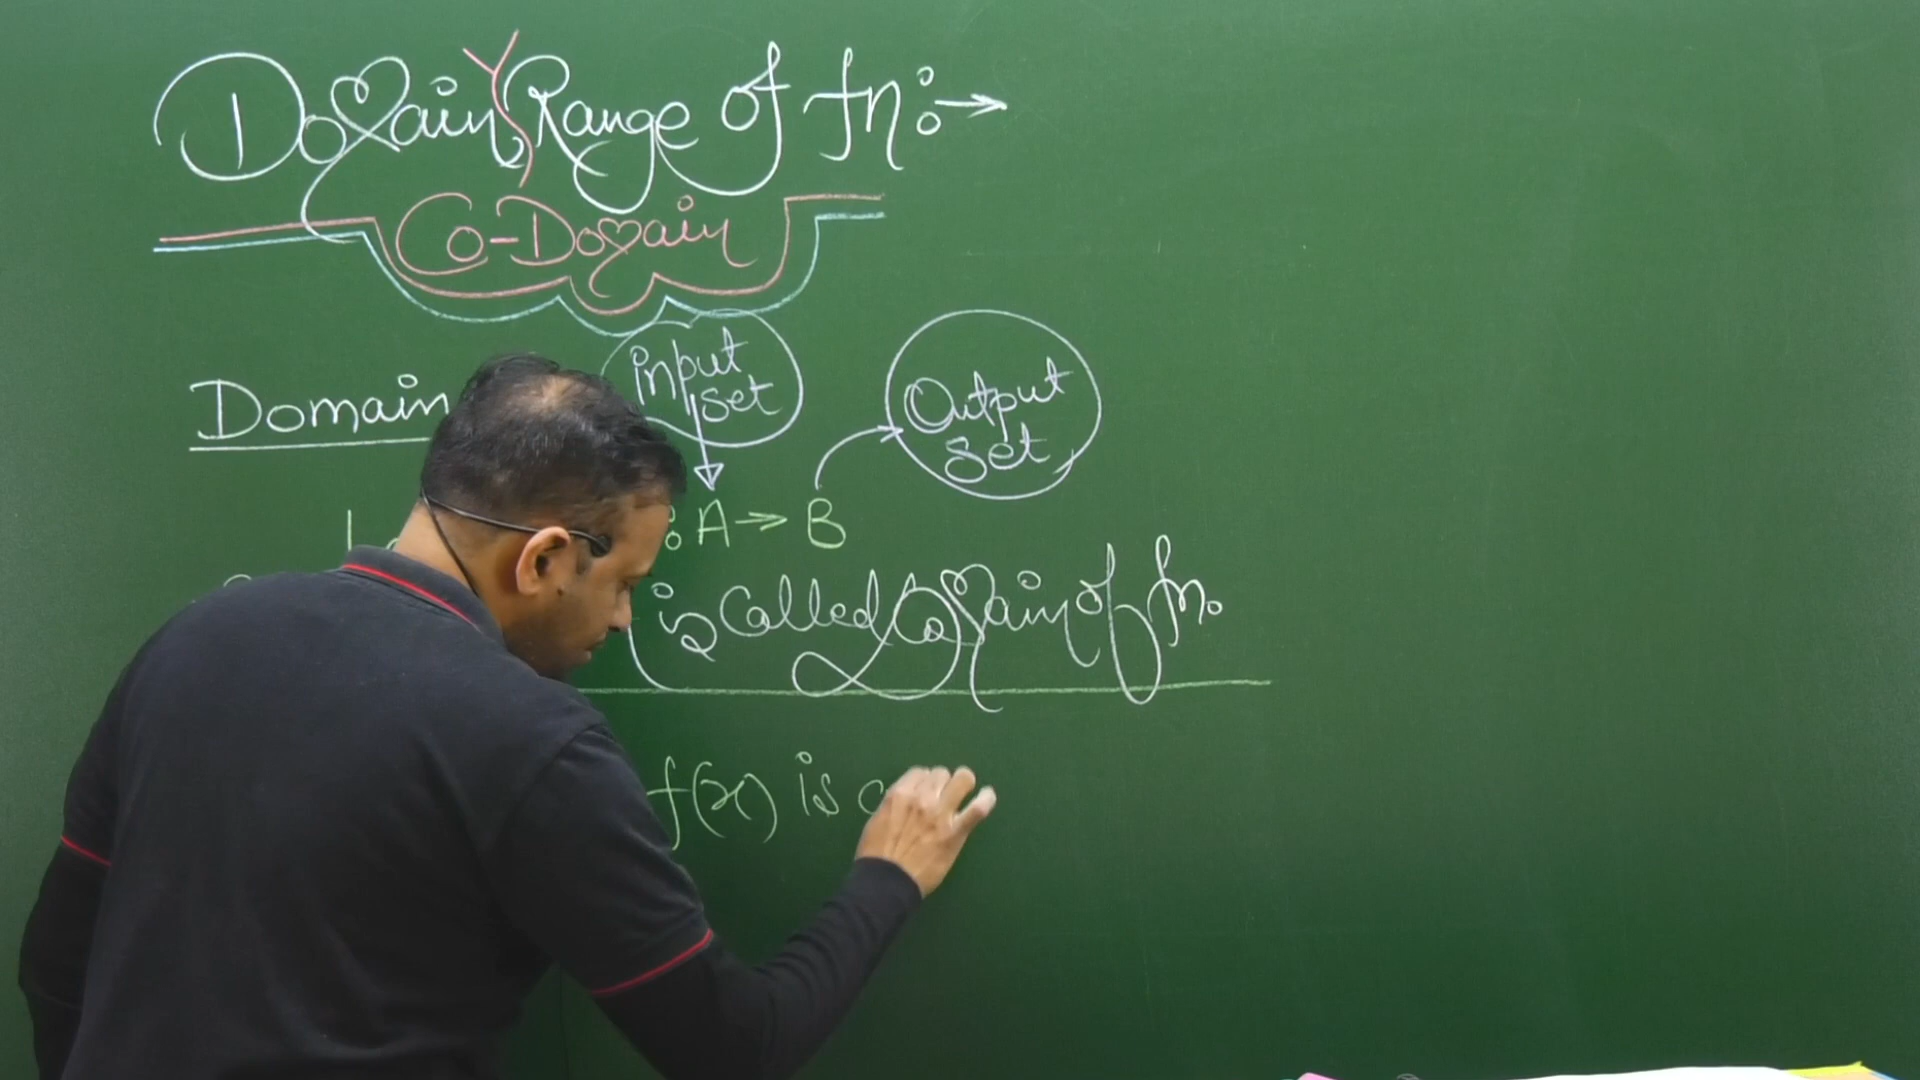 Domain, Range of fn:→
Co-Domain
input
set
Output
Set
Domain
: A → B
is called Domain of fn.
f(x) is